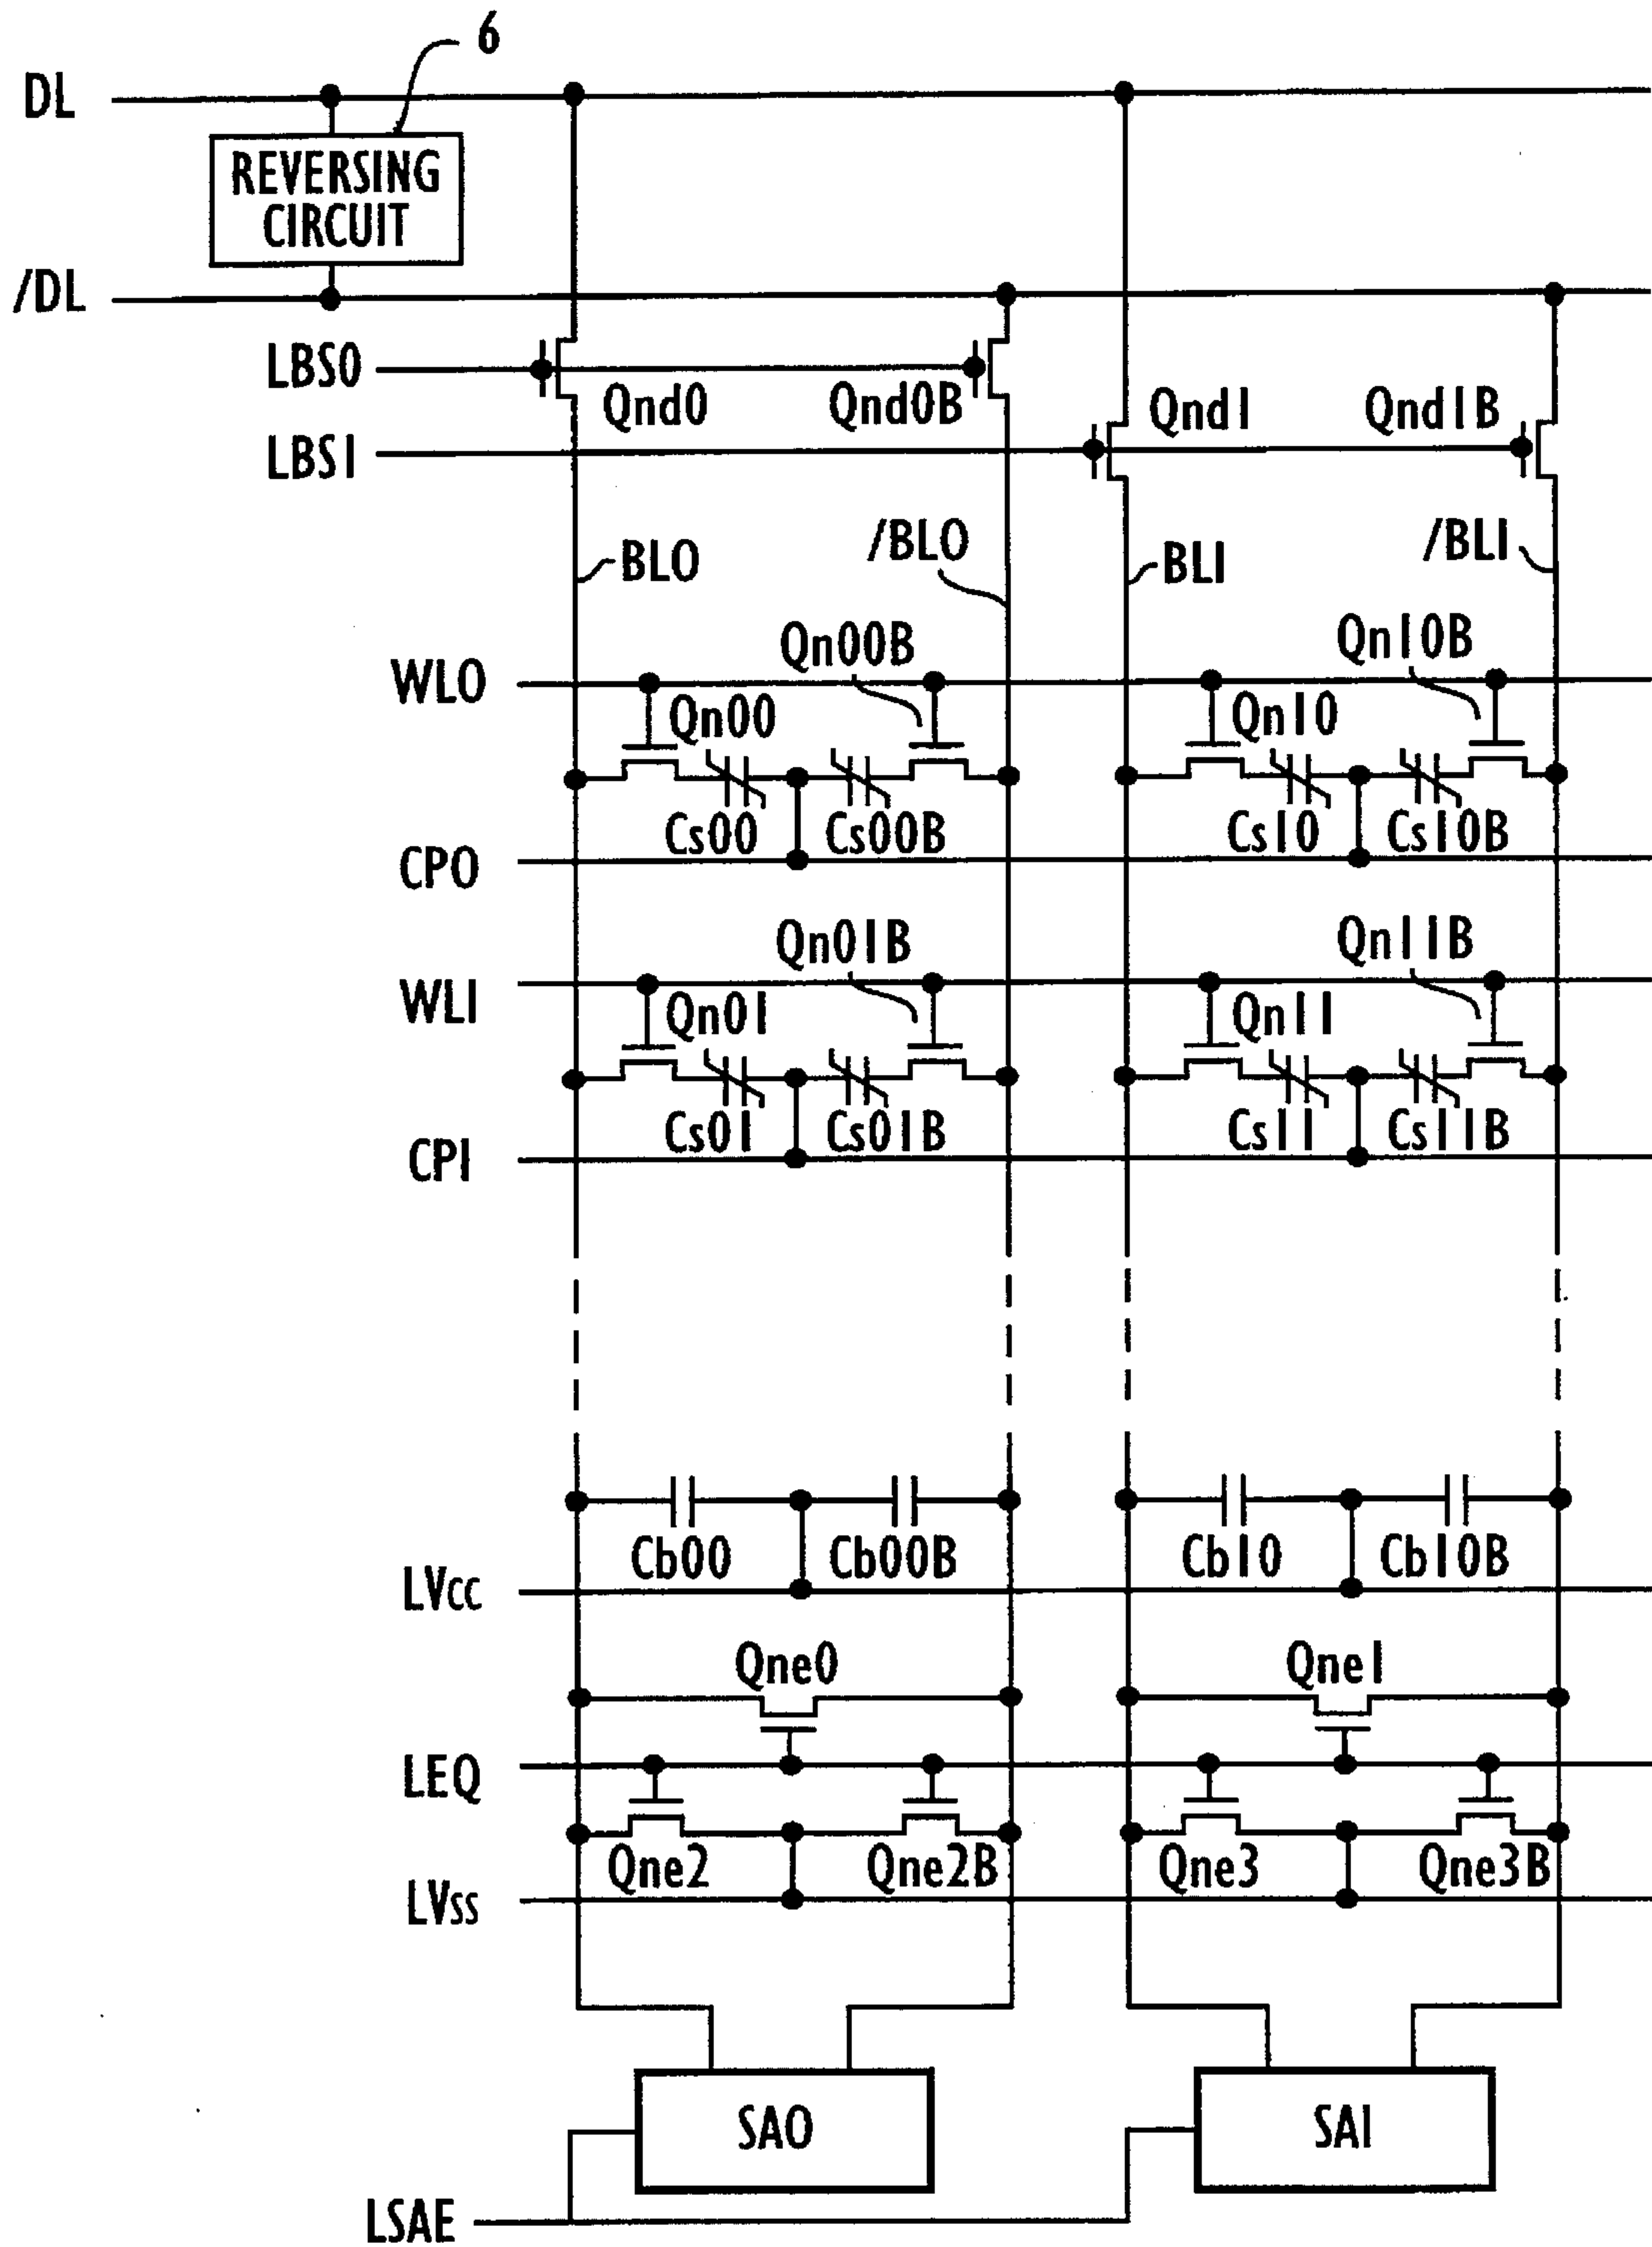 6
DL
REVERSING
CIRCUIT
/DL
LBS0
Qnd0
Qnd0B
Qnd1
Qnd1B
LBS1
BL0
/BL0
BL1
/BL1
Qn00B
Qn10B
WL0
Qn00
Qn10
Cs00
Cs00B
Cs10
Cs10B
CP0
Qn01B
Qn11B
WL1
Qn01
Qn11
Cs01
Cs01B
Cs11
Cs11B
CP1
Cb00
Cb00B
Cb10
Cb10B
LVCC
Qne0
Qne1
LEQ
Qne2
Qne2B
Qne3
Qne3B
LVSS
SA0
SA1
LSAE